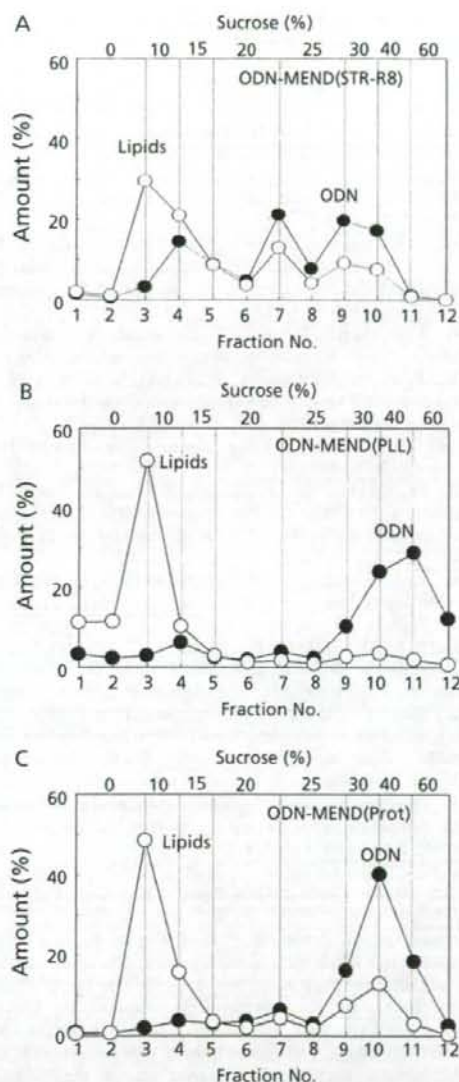 A
Sucrose (%)
0 10 15 20 25 30 40 60
ODN-MEND(STR-R8)
60
40
20
0
Amount (%)
Lipids
ODN
1 2 3 4 5 6 7 8 9 10 11 12
Fraction No.
B
Sucrose (%)
0 10 15 20 25 30 40 60
ODN-MEND(PLL)
60
40
20
0
Amount (%)
Lipids
ODN
1 2 3 4 5 6 7 8 9 10 11 12
Fraction No.
C
Sucrose (%)
0 10 15 20 25 30 40 60
ODN-MEND(Prot)
60
40
20
0
Amount (%)
Lipids
ODN
1 2 3 4 5 6 7 8 9 10 11 12
Fraction No.